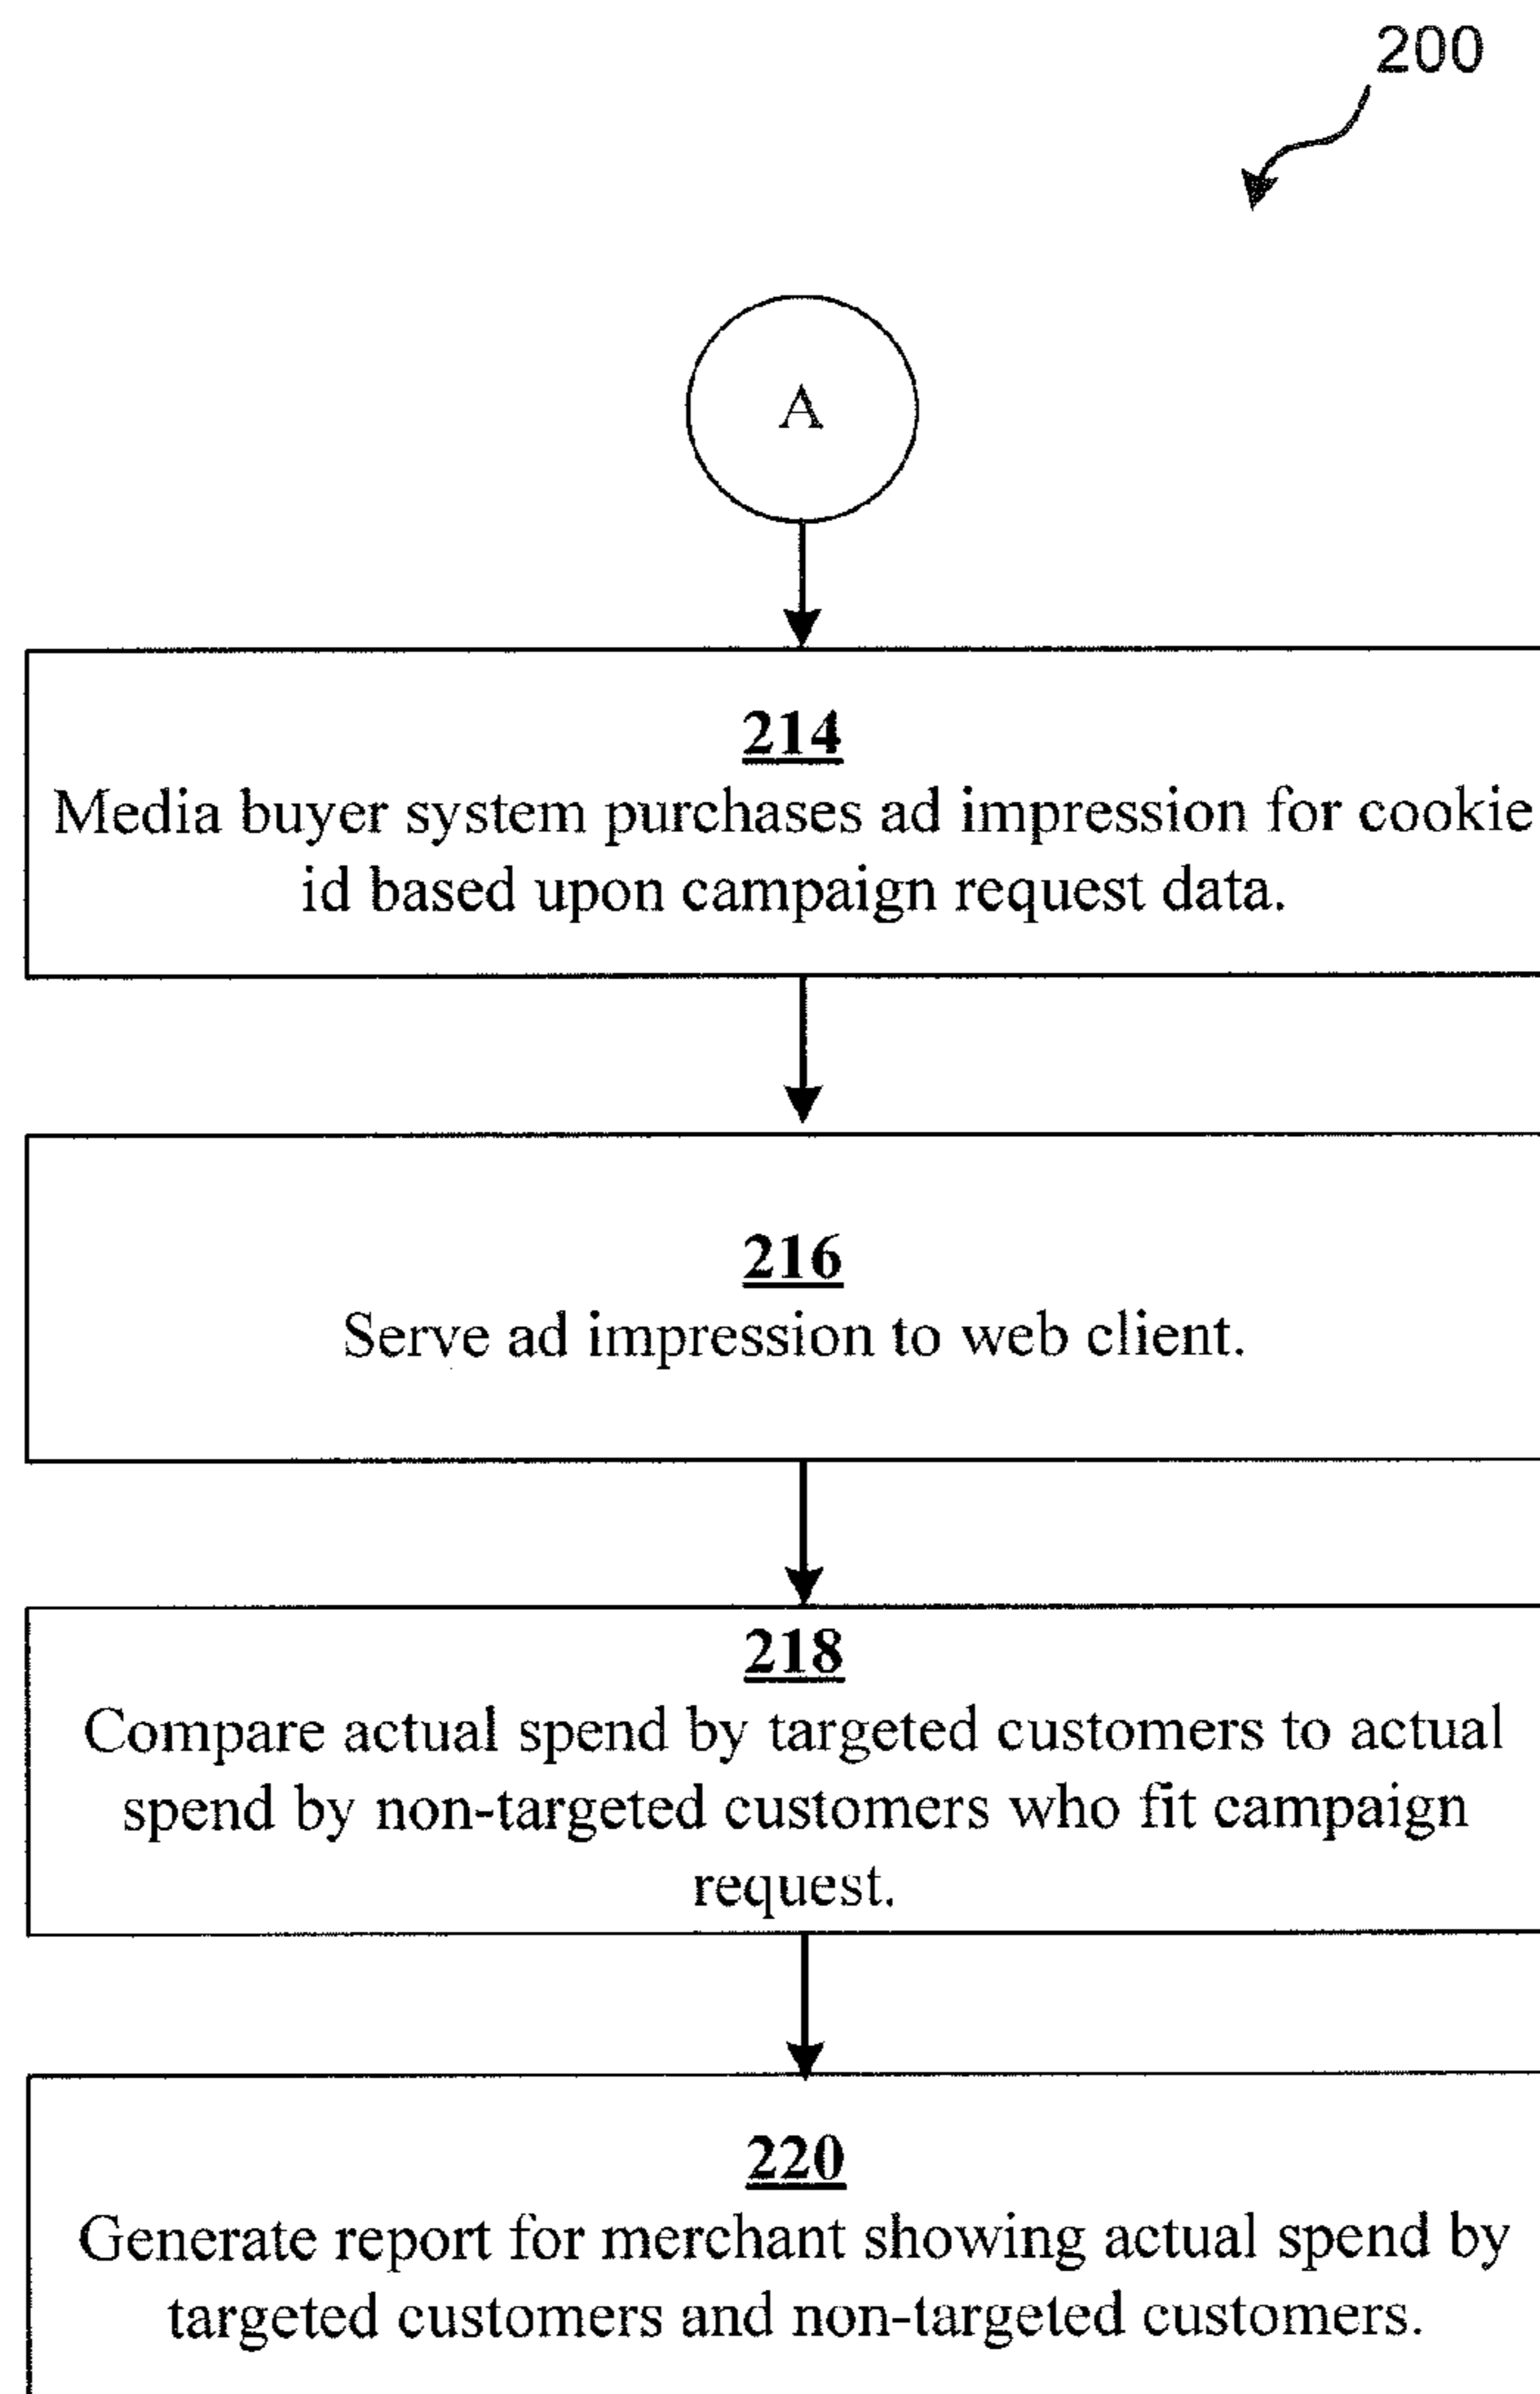 200
A
214
Media buyer system purchases ad impression for cookie
id based upon campaign request data.
216
Serve ad impression to web client.
218
Compare actual spend by targeted customers to actual
spend by non-targeted customers who fit campaign
request.
220
Generate report for merchant showing actual spend by
targeted customers and non-targeted customers.